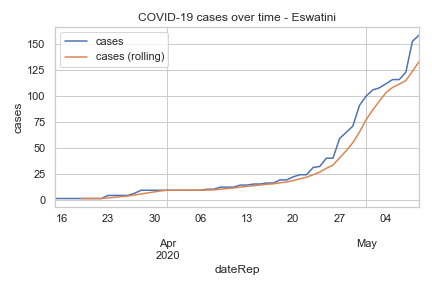 COVID-19 cases over time - Eswatini
cases
cases (rolling)
150
125
100
75
50
25
0
cases
16 23 30 06 13 20 27 04
Apr May
2020
dateRep